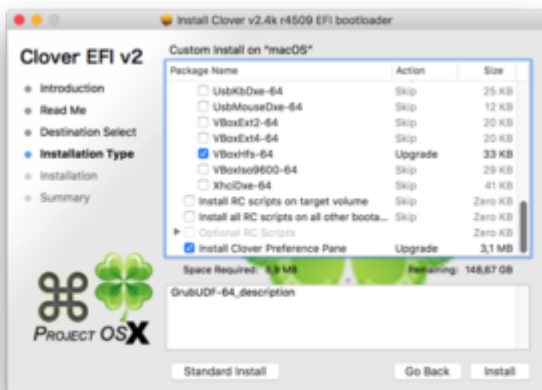 Install Clover v2.4k r4509 EFI bootloader
Clover EFI v2
Custom Install on "macOS"
Package Name Action Size
Introduction
Read Me
Destination Select
Installation Type
Installation
Summary
UsbKbDxe-64 Skip 25 KB
UsbMouseDxe-64 Skip 12 KB
VBoxExt2-64 Skip 20 KB
VBoxExt4-64 Skip 20 KB
VBoxHfs-64 Upgrade 33 KB
VBoxIso9600-64 Skip 29 KB
XhciDxe-64 Skip 41 KB
Install RC scripts on target volume Skip Zero KB
Install all RC scripts on all other boota... Skip Zero KB
Optional RC Scripts Zero KB
Install Clover Preference Pane Upgrade 3,1 MB
Space Required: 8,9 MB Remaining: 148,67 GB
GrubUDF-64_description
PROJECT OSX
Standard Install Go Back Install